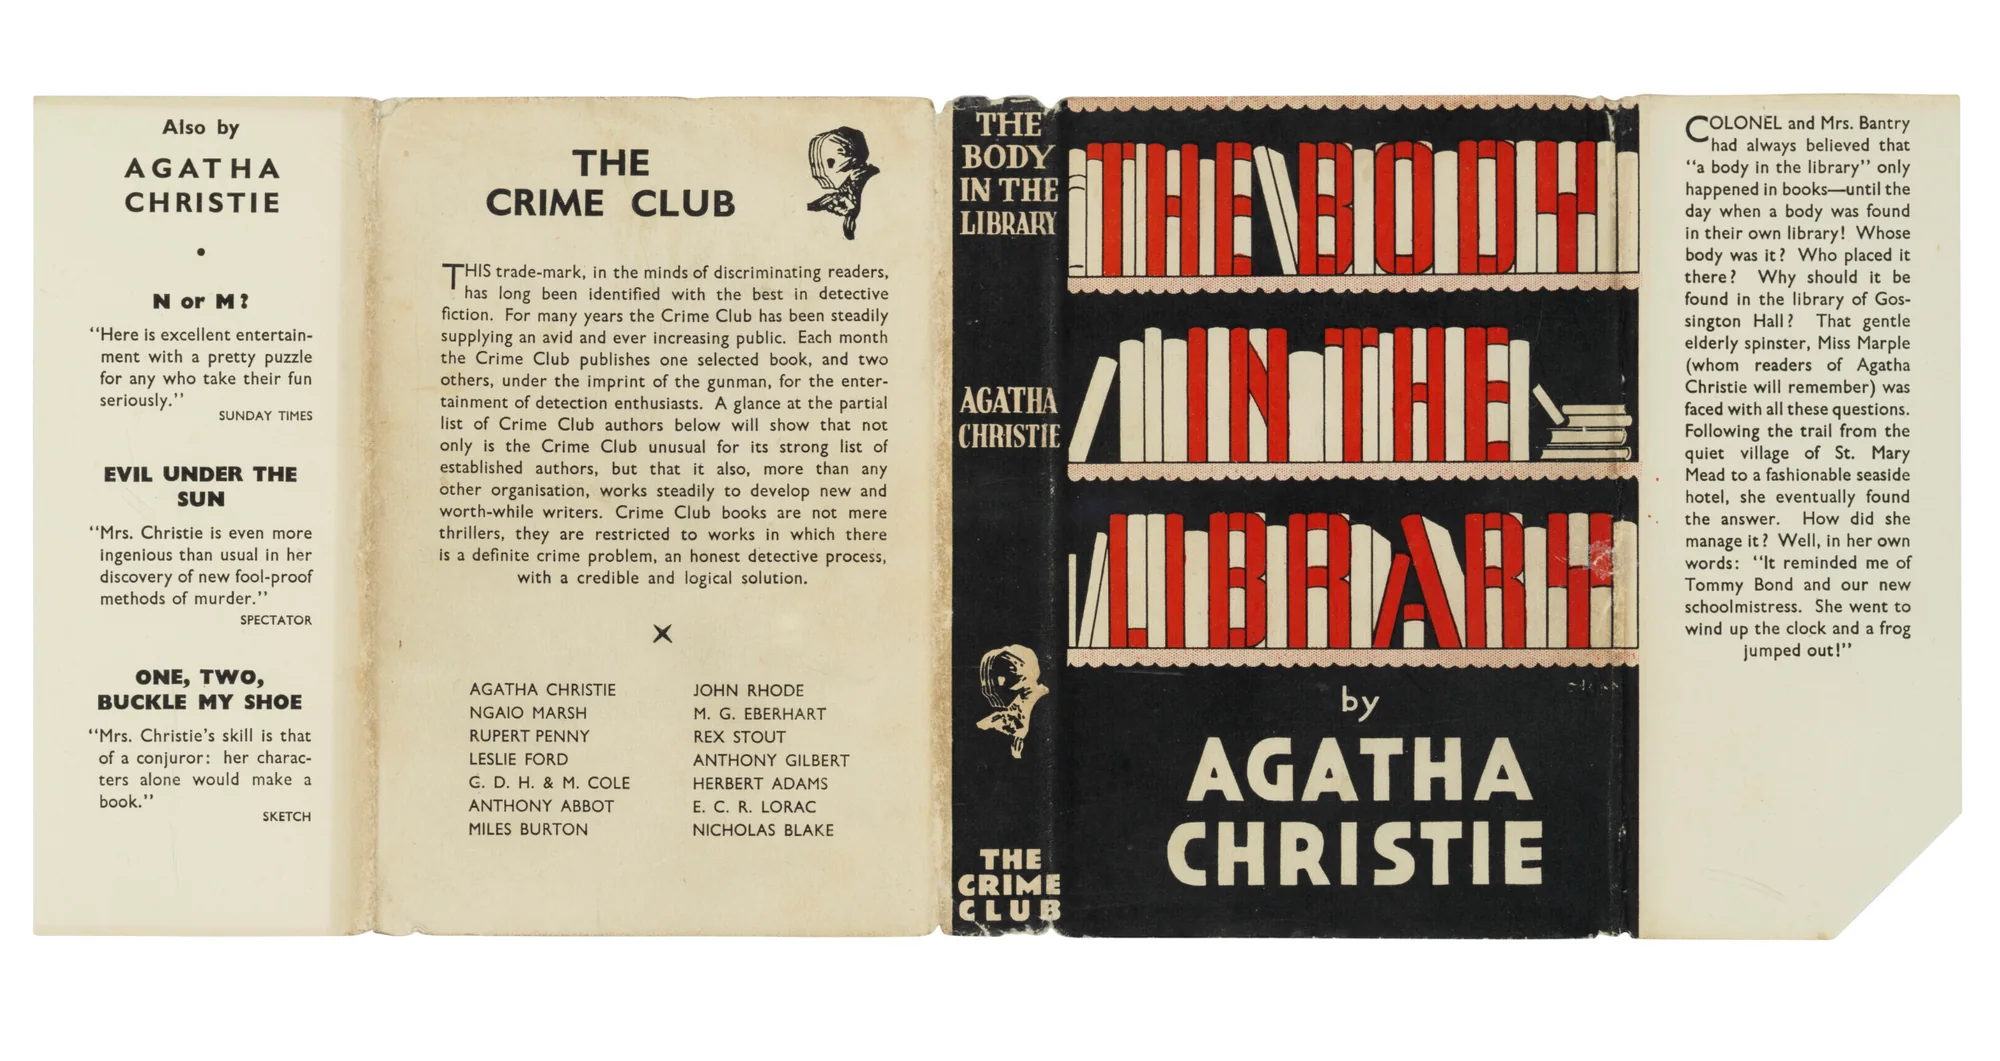 Also by
AGATHA
CHRISTIE
•
N or M?
“Here is excellent entertain-
ment with a pretty puzzle
for any who take their fun
seriously.”
SUNDAY TIMES
EVIL UNDER THE
SUN
“Mrs. Christie is even more
ingenious than usual in her
discovery of new fool-proof
methods of murder.”
SPECTATOR
ONE, TWO,
BUCKLE MY SHOE
“Mrs. Christie’s skill is that
of a conjuror: her charac-
ters alone would make a
book.”
SKETCH
THE
CRIME CLUB
THIS trade-mark, in the minds of discriminating readers,
has long been identified with the best in detective
fiction. For many years the Crime Club has been steadily
supplying an avid and ever increasing public. Each month
the Crime Club publishes one selected book, and two
others, under the imprint of the gunman, for the enter-
tainment of detection enthusiasts. A glance at the partial
list of Crime Club authors below will show that not
only is the Crime Club unusual for its strong list of
established authors, but that it also, more than any
other organisation, works steadily to develop new and
worth-while writers. Crime Club books are not mere
thrillers, they are restricted to works in which there
is a definite crime problem, an honest detective process,
with a credible and logical solution.
AGATHA CHRISTIE
NGAIO MARSH
RUPERT PENNY
LESLIE FORD
G. D. H. & M. COLE
ANTHONY ABBOT
MILES BURTON
JOHN RHODE
M. G. EBERHART
REX STOUT
ANTHONY GILBERT
HERBERT ADAMS
E. C. R. LORAC
NICHOLAS BLAKE
THE
BODY
IN THE
LIBRARY
AGATHA
CHRISTIE
THE
CRIME
CLUB
THE BODY
IN THE
LIBRARY
by
AGATHA
CHRISTIE
COLONEL and Mrs. Bantry
had always believed that
“a body in the library” only
happened in books—until the
day when a body was found
in their own library! Whose
body was it? Who placed it
there? Why should it be
found in the library of Gos-
sington Hall? That gentle
elderly spinster, Miss Marple
(whom readers of Agatha
Christie will remember) was
faced with all these questions.
Following the trail from the
quiet village of St. Mary
Mead to a fashionable seaside
hotel, she eventually found
the answer. How did she
manage it? Well, in her own
words: “It reminded me of
Tommy Bond and our new
schoolmistress. She went to
wind up the clock and a frog
jumped out!”